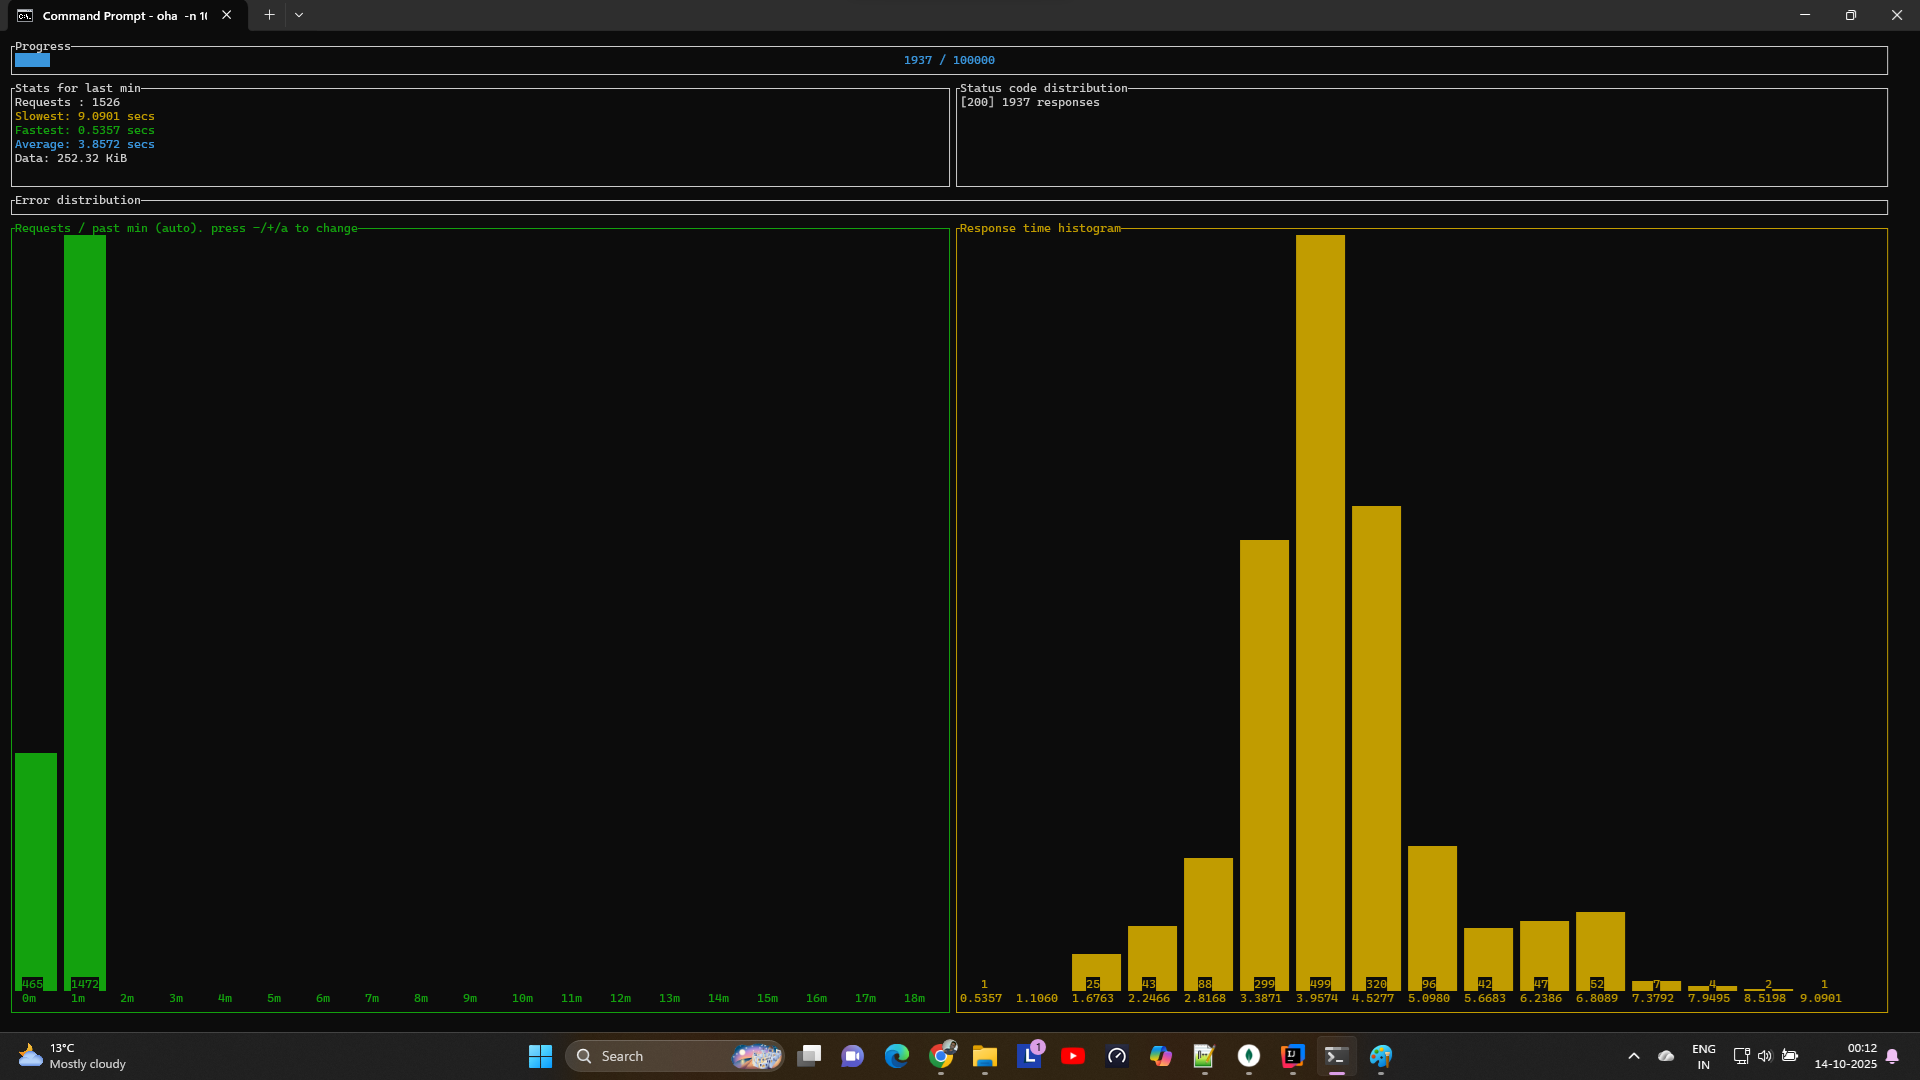 Command Prompt - oha -n 10
Progress
1937 / 100000
Stats for last min
Requests : 1526
Slowest: 9.0901 secs
Fastest: 0.5357 secs
Average: 3.8572 secs
Data: 252.32 KiB
Status code distribution
[200] 1937 responses
Error distribution
Requests / past min (auto). press -/+/a to change
465 1472
0m 1m 2m 3m 4m 5m 6m 7m 8m 9m 10m 11m 12m 13m 14m 15m 16m 17m 18m
Response time histogram
1 25 43 88 299 499 320 96 42 47 52 7 4 2 1
0.5357 1.1060 1.6763 2.2466 2.8168 3.3871 3.9574 4.5277 5.0980 5.6683 6.2386 6.8089 7.3792 7.9495 8.5198 9.0901
13°C
Mostly cloudy
Search
L
1
IJ
ENG
IN
00:12
14-10-2025